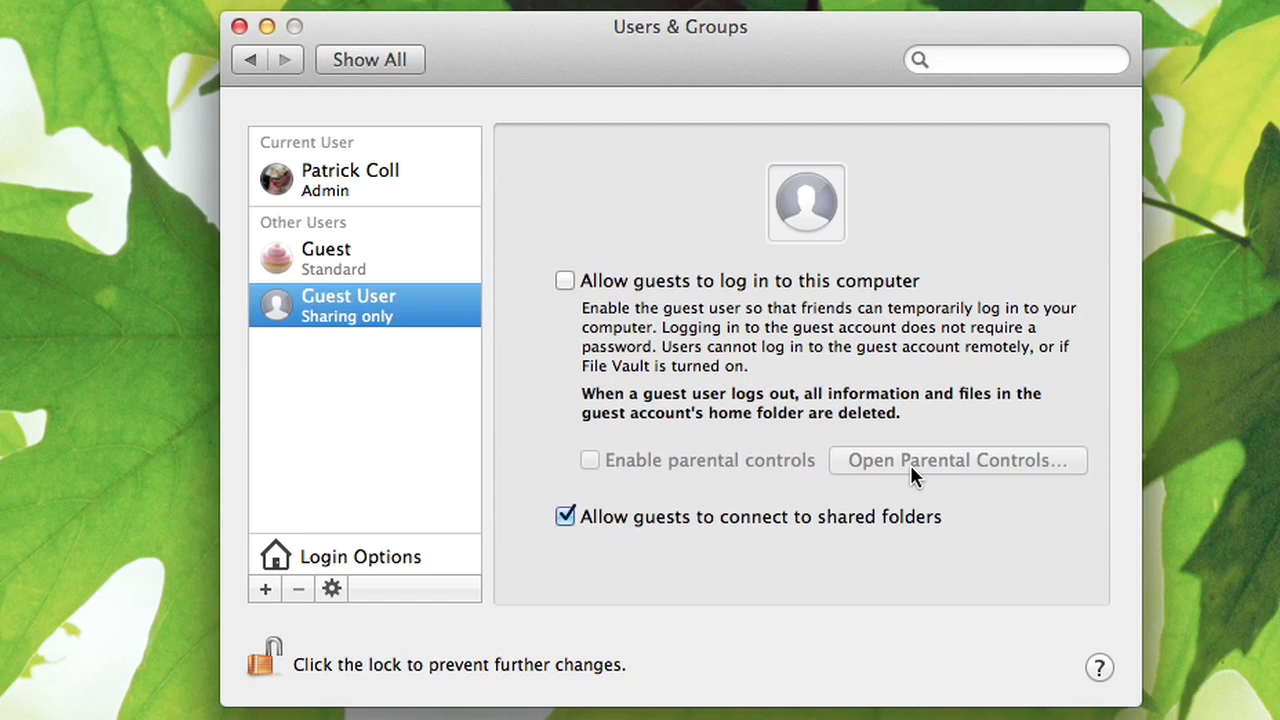 Users & Groups
Show All
Current User
Patrick Coll
Admin
Other Users
Guest
Standard
Guest User
Sharing only
Login Options
Allow guests to log in to this computer
Enable the guest user so that friends can temporarily log in to your
computer. Logging in to the guest account does not require a
password. Users cannot log in to the guest account remotely, or if
File Vault is turned on.
When a guest user logs out, all information and files in the
guest account's home folder are deleted.
Enable parental controls
Open Parental Controls...
Allow guests to connect to shared folders
Click the lock to prevent further changes.
?